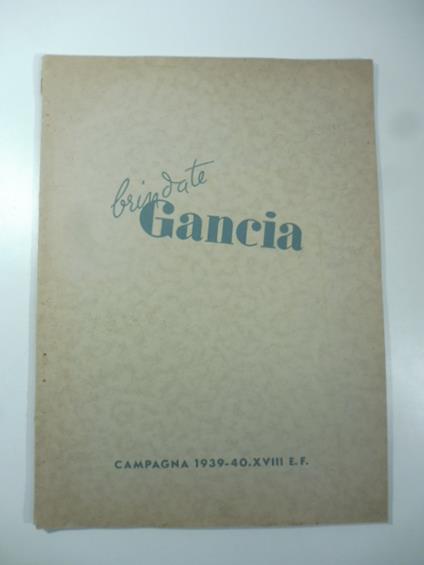 brindate
Gancia
CAMPAGNA 1939-40.XVIII E.F.